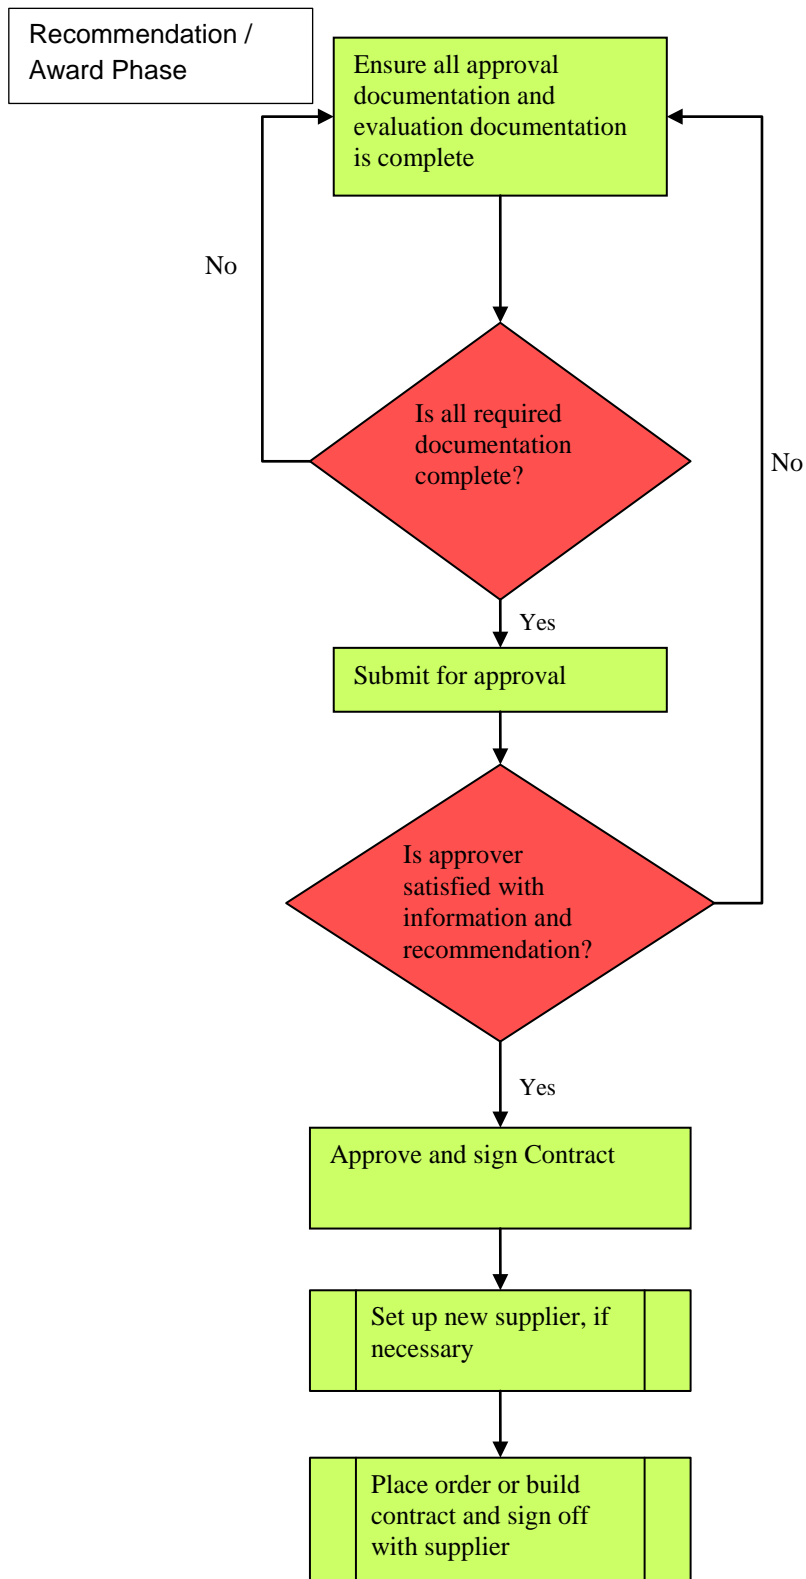 Recommendation /
Award Phase
Ensure all approval
documentation and
evaluation documentation
is complete
No
Is all required
documentation
complete?
No
Yes
Submit for approval
Is approver
satisfied with
information and
recommendation?
Yes
Approve and sign Contract
Set up new supplier, if
necessary
Place order or build
contract and sign off
with supplier